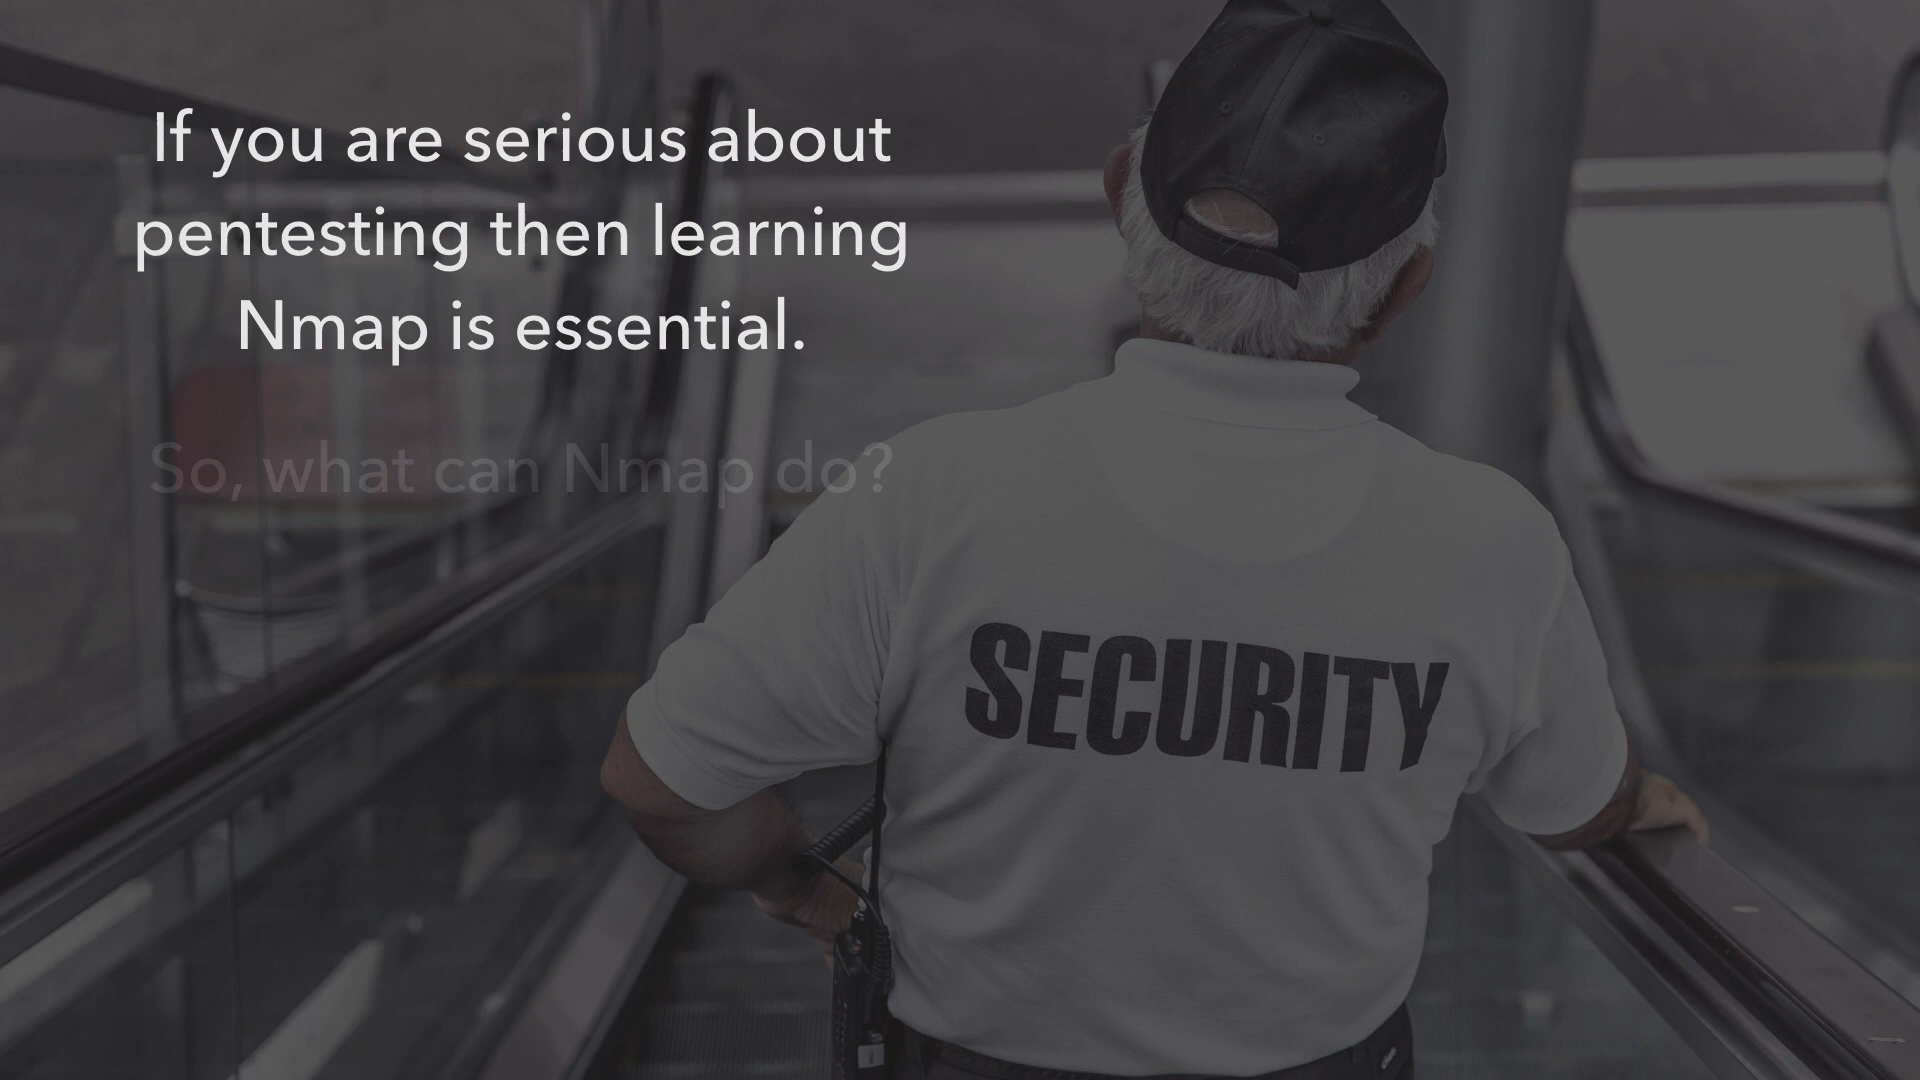 If you are serious about
pentesting then learning
Nmap is essential.
So, what can Nmap do?
SECURITY